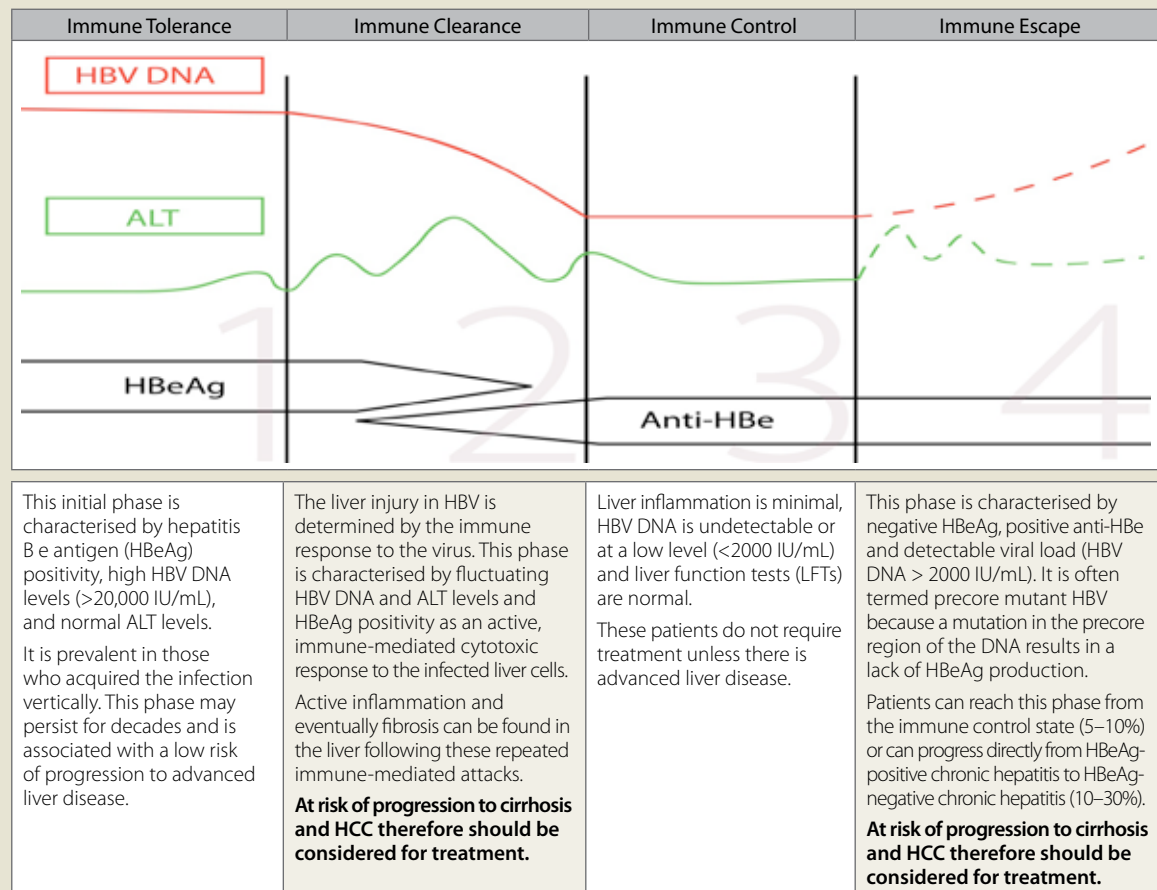 Immune Tolerance
Immune Clearance
Immune Control
Immune Escape
HBV DNA
ALT
1
2
3
4
HBeAg
Anti-HBe
This initial phase is
characterised by hepatitis
B e antigen (HBeAg)
positivity, high HBV DNA
levels (>20,000 IU/mL),
and normal ALT levels.
It is prevalent in those
who acquired the infection
vertically. This phase may
persist for decades and is
associated with a low risk
of progression to advanced
liver disease.
The liver injury in HBV is
determined by the immune
response to the virus. This phase
is characterised by fluctuating
HBV DNA and ALT levels and
HBeAg positivity as an active,
immune-mediated cytotoxic
response to the infected liver cells.
Active inflammation and
eventually fibrosis can be found in
the liver following these repeated
immune-mediated attacks.
At risk of progression to cirrhosis
and HCC therefore should be
considered for treatment.
Liver inflammation is minimal,
HBV DNA is undetectable or
at a low level (<2000 IU/mL)
and liver function tests (LFTs)
are normal.
These patients do not require
treatment unless there is
advanced liver disease.
This phase is characterised by
negative HBeAg, positive anti-HBe
and detectable viral load (HBV
DNA > 2000 IU/mL). It is often
termed precore mutant HBV
because a mutation in the precore
region of the DNA results in a
lack of HBeAg production.
Patients can reach this phase from
the immune control state (5–10%)
or can progress directly from HBeAg-
positive chronic hepatitis to HBeAg-
negative chronic hepatitis (10–30%).
At risk of progression to cirrhosis
and HCC therefore should be
considered for treatment.